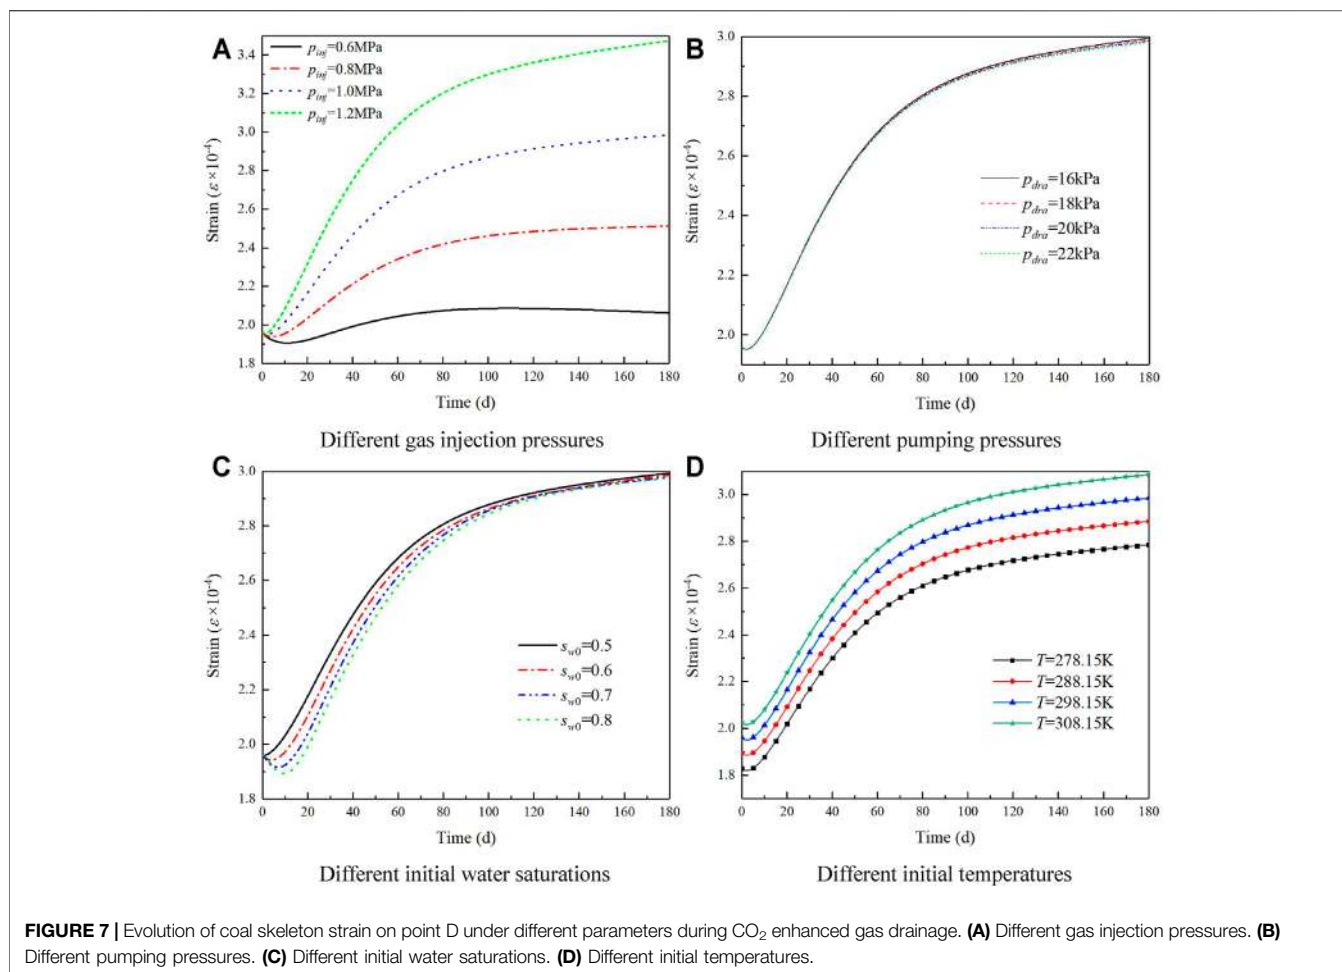 A
p_inj=0.6MPa
p_inj=0.8MPa
p_inj=1.0MPa
p_inj=1.2MPa
3.4
3.2
3.0
2.8
2.6
2.4
2.2
2.0
1.8
Strain (ε×10⁻⁴)
0 20 40 60 80 100 120 140 160 180
Time (d)
Different gas injection pressures
B
3.0
2.8
2.6
2.4
2.2
2.0
Strain (ε×10⁻⁴)
p_dra=16kPa
p_dra=18kPa
p_dra=20kPa
p_dra=22kPa
0 20 40 60 80 100 120 140 160 180
Time (d)
Different pumping pressures
C
3.0
2.8
2.6
2.4
2.2
2.0
1.8
Strain (ε×10⁻⁴)
s_w0=0.5
s_w0=0.6
s_w0=0.7
s_w0=0.8
0 20 40 60 80 100 120 140 160 180
Time (d)
Different initial water saturations
D
3.0
2.8
2.6
2.4
2.2
2.0
1.8
Strain (ε×10⁻⁴)
T=278.15K
T=288.15K
T=298.15K
T=308.15K
0 20 40 60 80 100 120 140 160 180
Time (d)
Different initial temperatures
FIGURE 7 | Evolution of coal skeleton strain on point D under different parameters during CO₂ enhanced gas drainage. (A) Different gas injection pressures. (B)
Different pumping pressures. (C) Different initial water saturations. (D) Different initial temperatures.